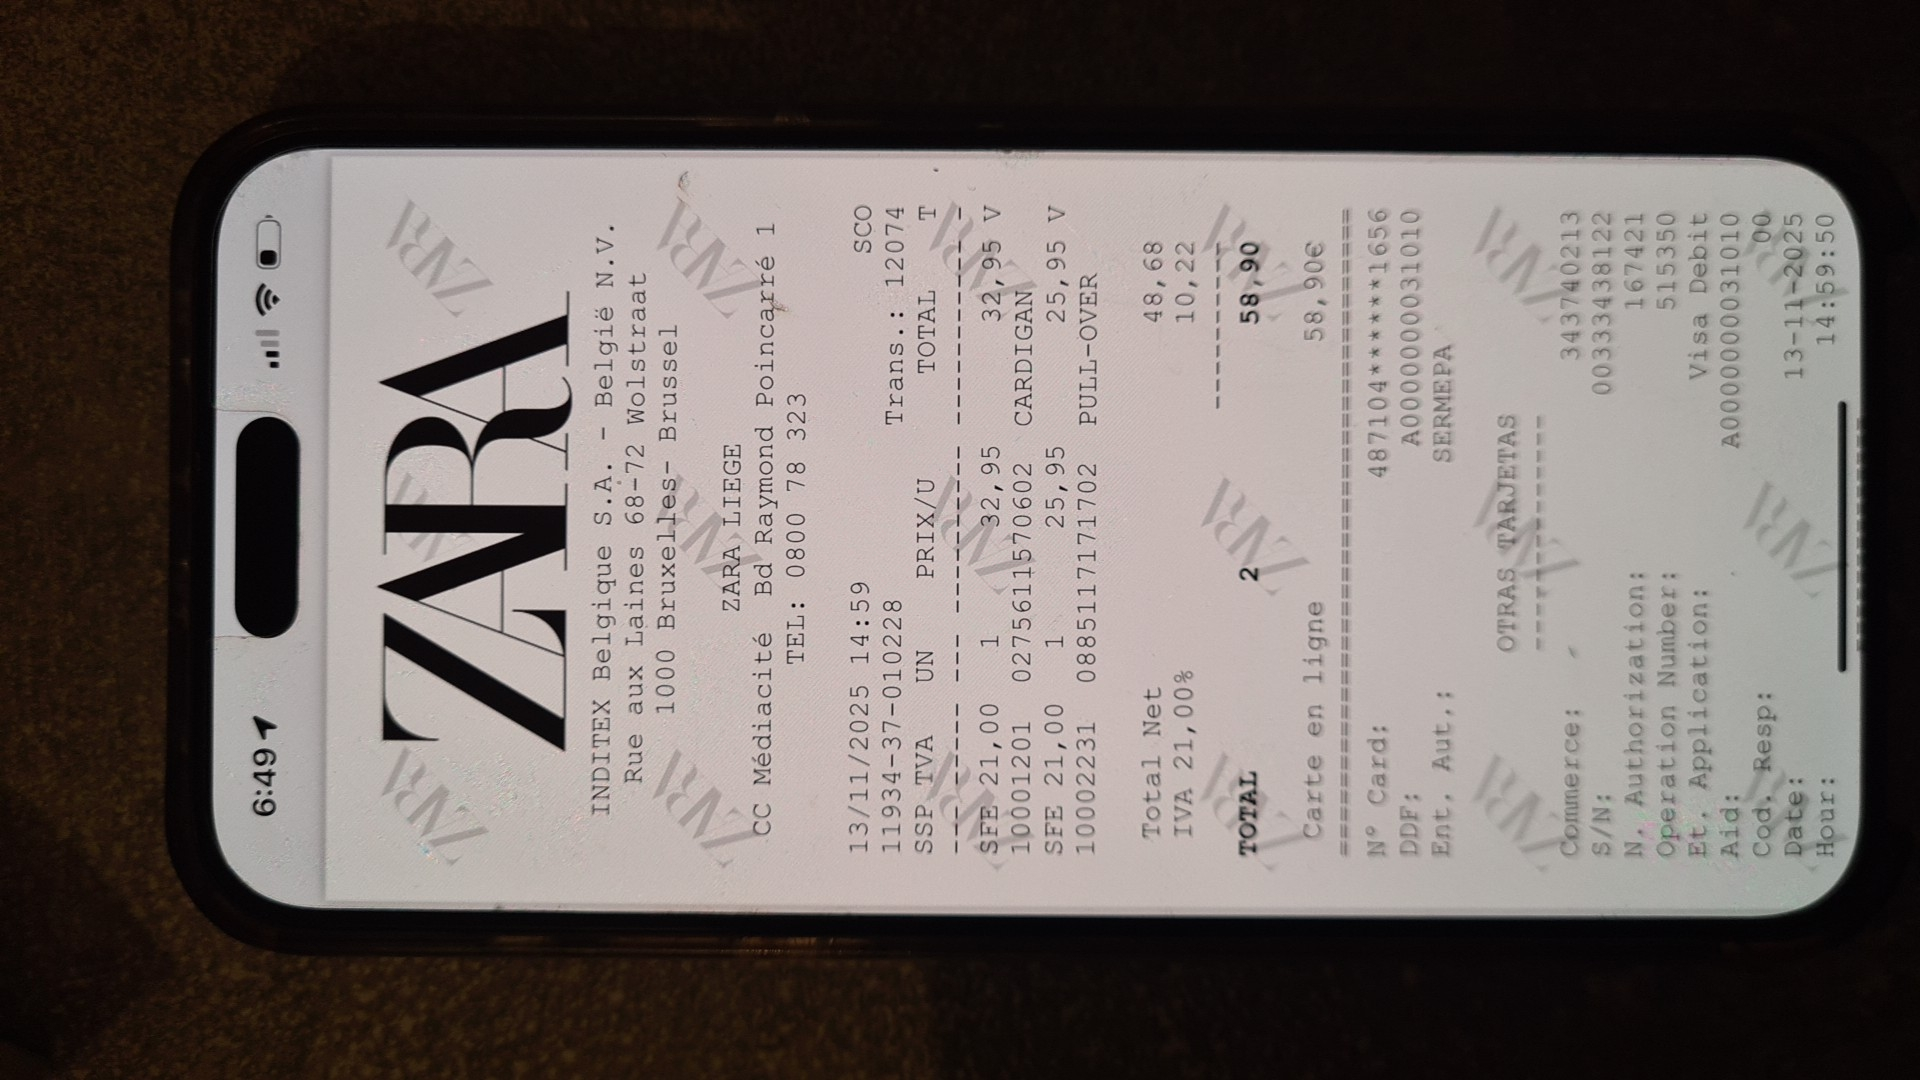 6:49
ZARA
INDITEX Belgique S.A. - België N.V.
Rue aux Laines 68-72 Wolstraat
1000 Bruxelles- Brussel
ZARA LIEGE
CC Médiacité Bd Raymond Poincarré 1
TEL: 0800 78 323
13/11/2025 14:59 SCO
11934-37-010228 Trans.: 12074
SSP TVA UN PRIX/U TOTAL T
--- ----- --- ---------- ----------- -
SFE 21,00 1 32,95 32,95 V
10001201 02756111570602 CARDIGAN
SFE 21,00 1 25,95 25,95 V
10002231 0885117171702 PULL-OVER
Total Net 48,68
IVA 21,00% 10,22
-----------
TOTAL 2 58,90
Carte en ligne 58,90€
========================================
Nº Card: 487104******1656
DDF: A0000000031010
Ent. Aut.: SERMEPA
OTRAS TARJETAS
---------------
Commerce: 343740213
S/N: 003334381​22
N. Authorization: 167421
Operation Number: 515350
Et. Application: Visa Debit
Aid: A0000000031010
Cod. Resp: 00
Date: 13-11-2025
Hour: 14:59:50